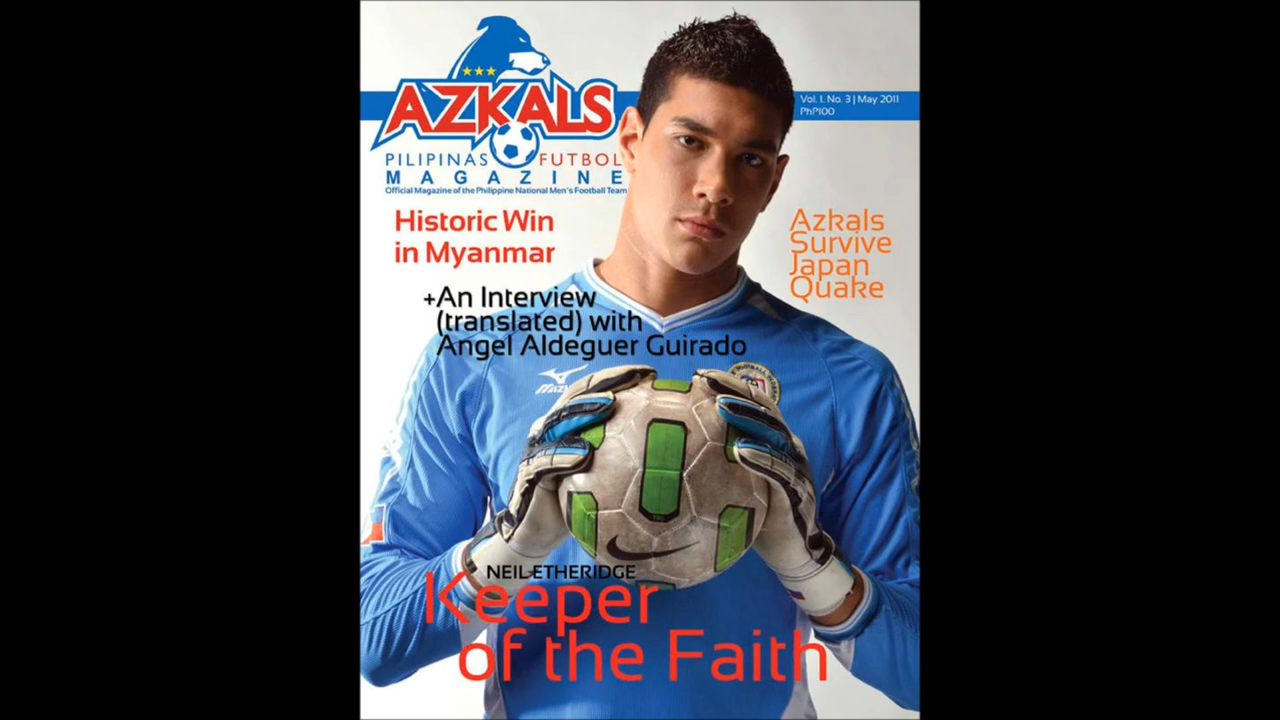 AZKALS
PILIPINAS FUTBOL
MAGAZINE
Official Magazine of the Philippine National Men's Football Team
Vol. 1. No. 3 | May 2011
PhP100
Historic Win
in Myanmar
Azkals
Survive
Japan
Quake
+An Interview
(translated) with
Angel Aldeguer Guirado
NEIL ETHERIDGE
Keeper
of the Faith